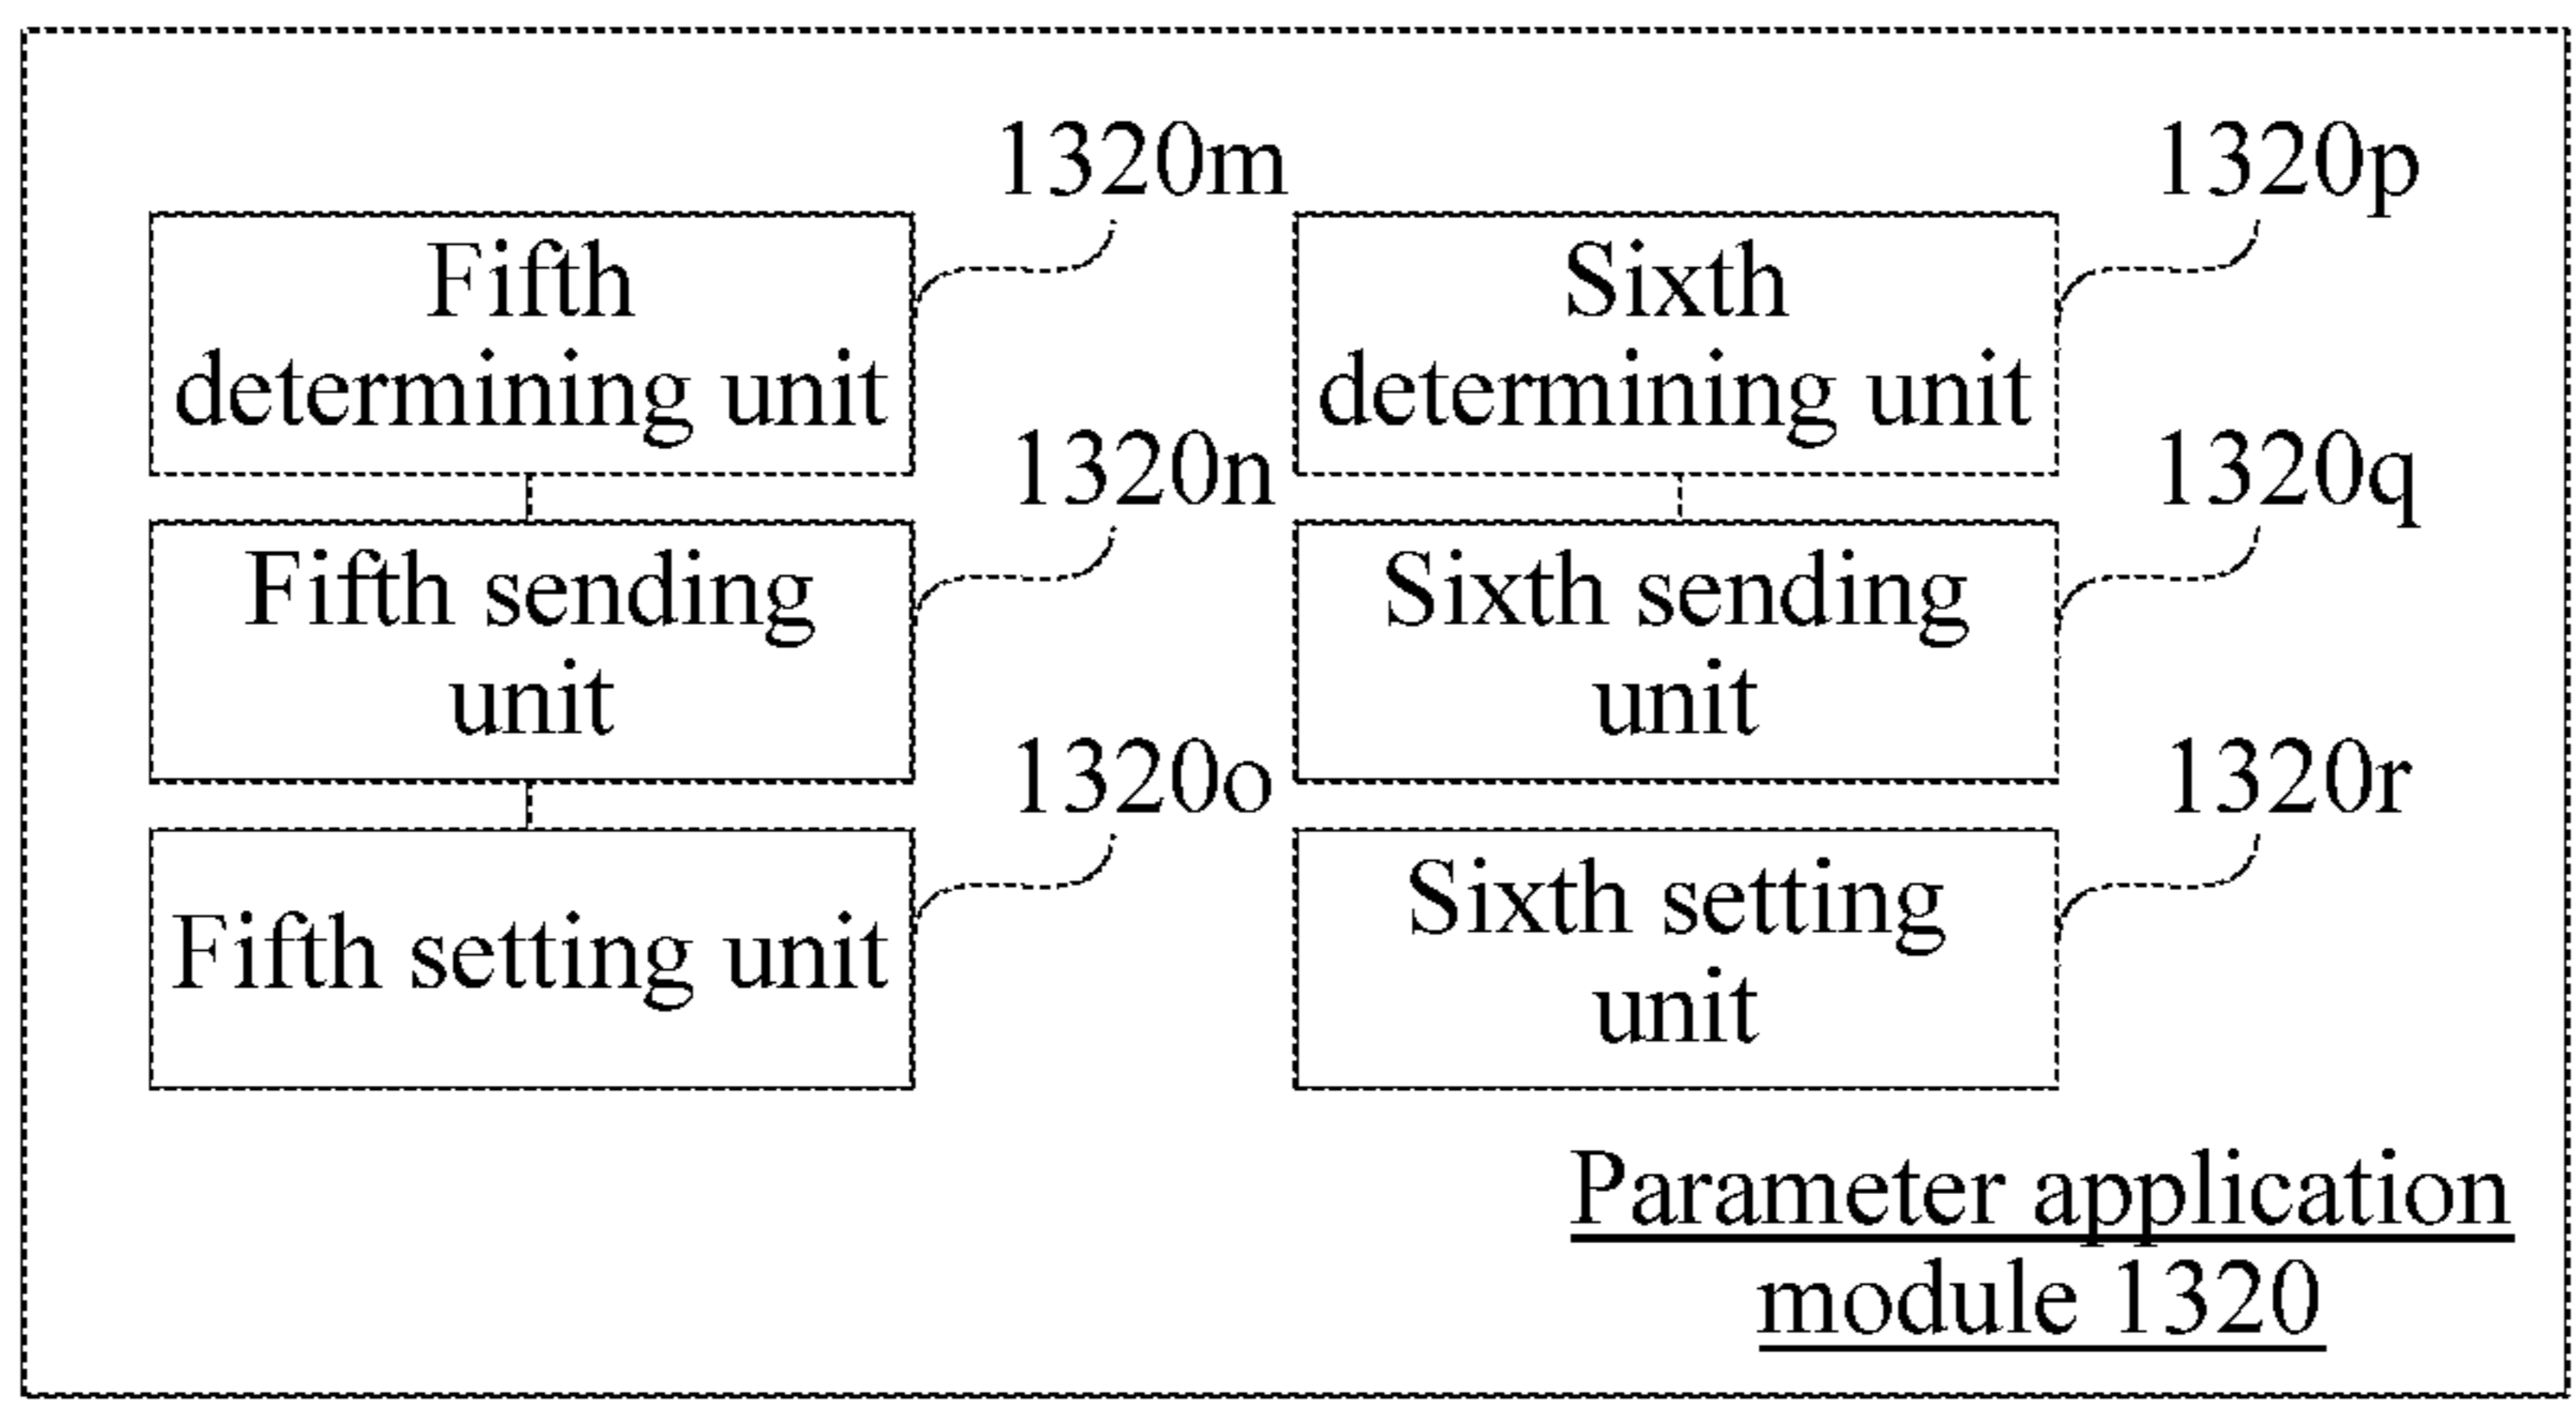 1320m
Fifth
determining unit
1320n
Fifth sending
unit
1320o
Fifth setting unit
1320p
Sixth
determining unit
1320q
Sixth sending
unit
1320r
Sixth setting
unit
Parameter application
module 1320